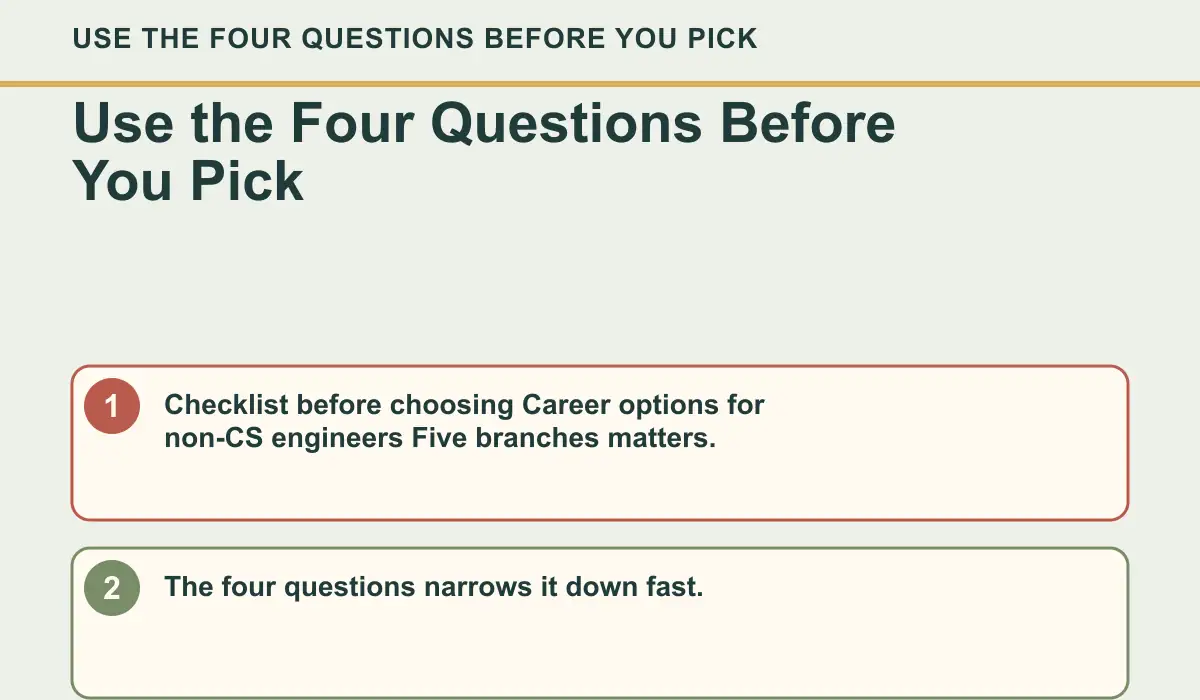 USE THE FOUR QUESTIONS BEFORE YOU PICK
Use the Four Questions Before
You Pick
1
Checklist before choosing Career options for
non-CS engineers Five branches matters.
2
The four questions narrows it down fast.